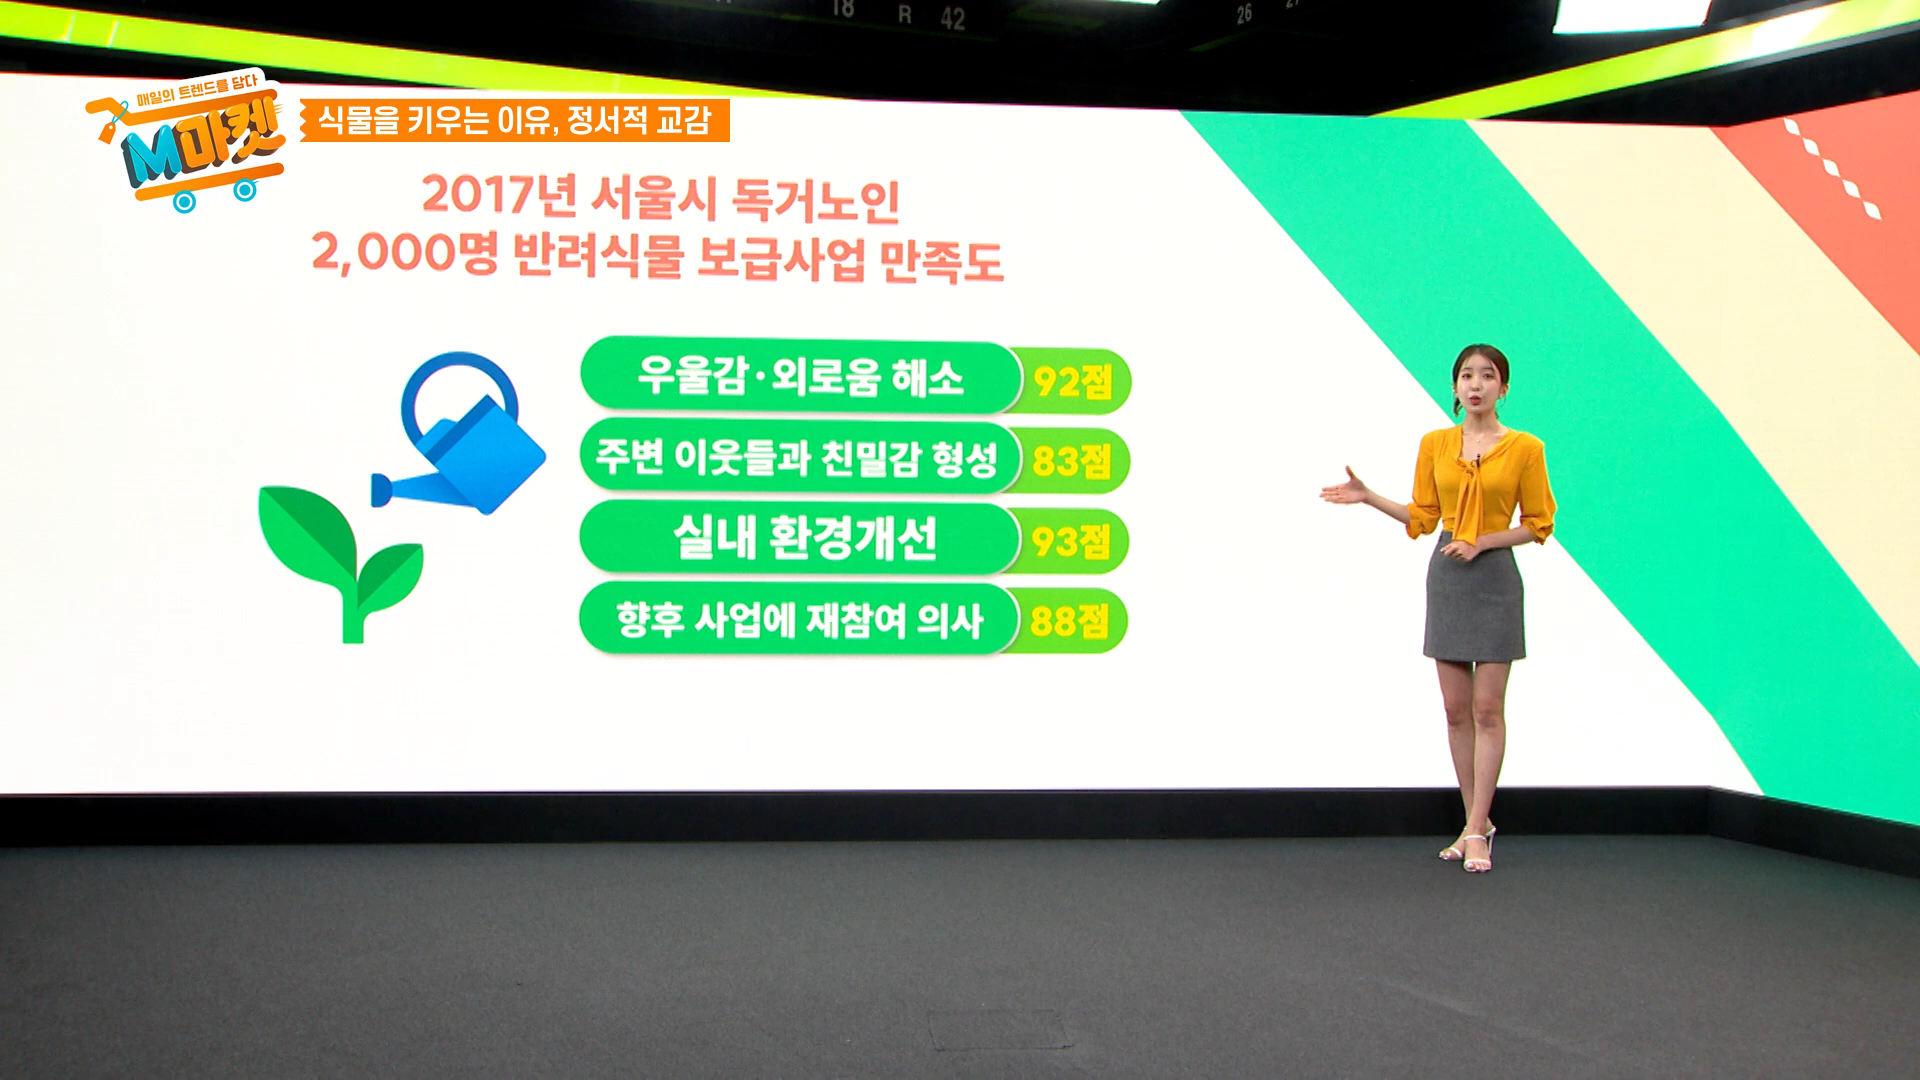 18 R 42
26 27
매일의 트렌드를 담다
M마켓
식물을 키우는 이유, 정서적 교감
2017년 서울시 독거노인
2,000명 반려식물 보급사업 만족도
우울감·외로움 해소 92점
주변 이웃들과 친밀감 형성 83점
실내 환경개선 93점
향후 사업에 재참여 의사 88점